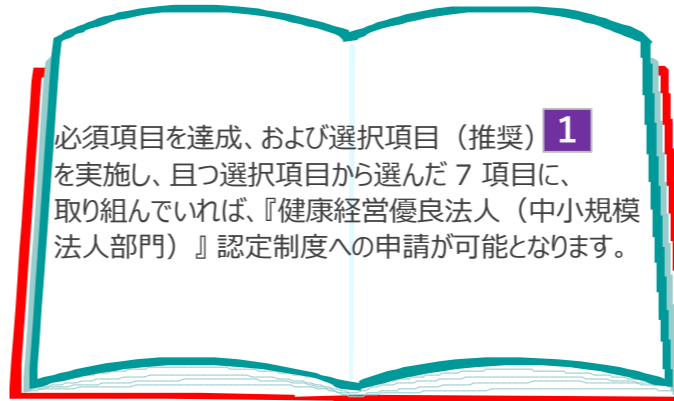 必須項目を達成、および選択項目（推奨）1
を実施し、且つ選択項目から選んだ 7 項目に、
取り組んでいれば、『健康経営優良法人（中小規模
法人部門）』認定制度への申請が可能となります。